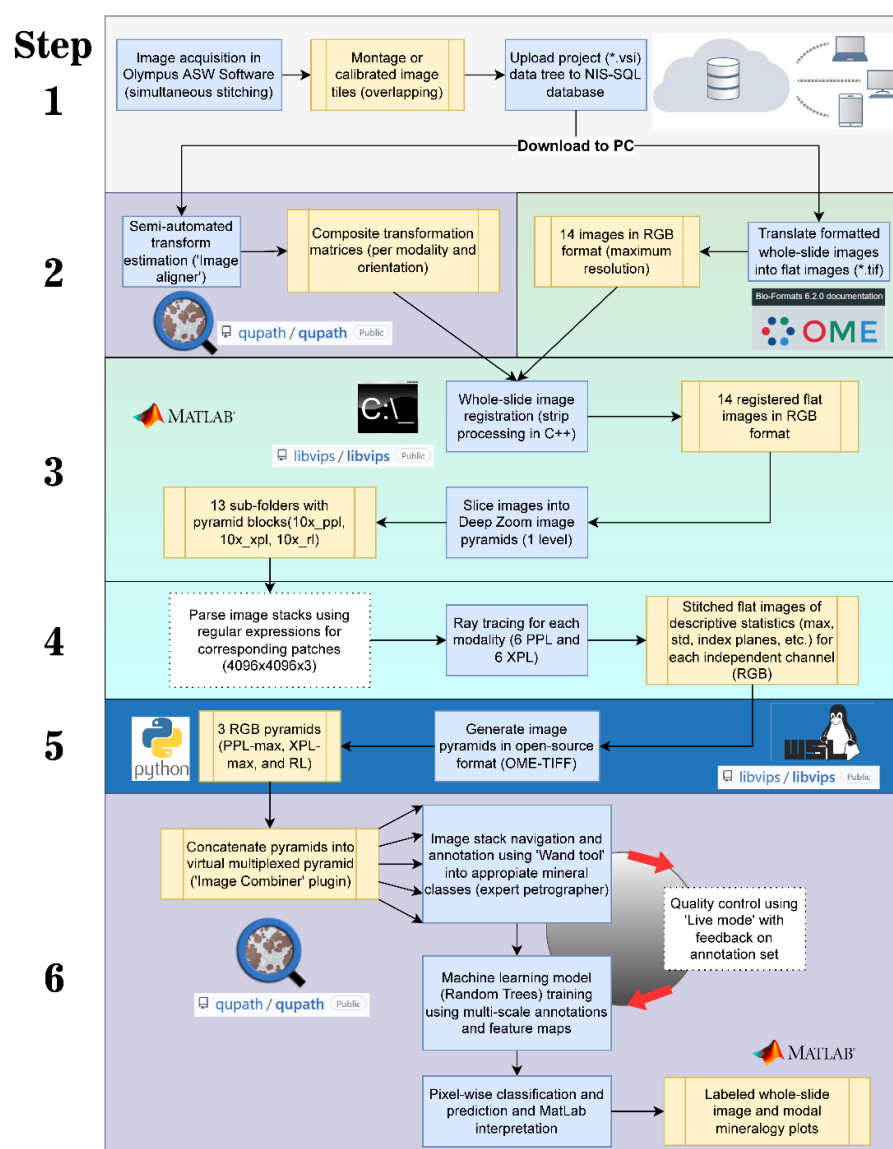 Step
1
Image acquisition in
Olympus ASW Software
(simultaneous stitching)
Montage or
calibrated image
tiles (overlapping)
Upload project (*.vsi)
data tree to NIS-SQL
database
Download to PC
2
Semi-automated
transform
estimation ('Image
aligner')
Composite transformation
matrices (per modality and
orientation)
14 images in RGB
format (maximum
resolution)
Translate formatted
whole-slide images
into flat images (*.tif)
qupath / qupath Public
Bio-Formats 6.2.0 documentation
OME
3
MATLAB®
C:\_
libvips / libvips Public
Whole-slide image
registration (strip
processing in C++)
14 registered flat
images in RGB
format
13 sub-folders with
pyramid blocks(10x_ppl,
10x_xpl, 10x_rl)
Slice images into
Deep Zoom image
pyramids (1 level)
4
Parse image stacks using
regular expressions for
corresponding patches
(4096x4096x3)
Ray tracing for each
modality (6 PPL and
6 XPL)
Stitched flat images of
descriptive statistics (max,
std, index planes, etc.) for
each independent channel
(RGB)
5
python
3 RGB pyramids
(PPL-max, XPL-
max, and RL)
Generate image
pyramids in open-source
format (OME-TIFF)
WSL
libvips / libvips Public
6
Concatenate pyramids into
virtual multiplexed pyramid
('Image Combiner' plugin)
Image stack navigation and
annotation using 'Wand tool'
into appropiate mineral
classes (expert petrographer)
Quality control using
'Live mode' with
feedback on
annotation set
qupath / qupath Public
Machine learning model
(Random Trees) training
using multi-scale annotations
and feature maps
MATLAB®
Pixel-wise classification and
prediction and MatLab
interpretation
Labeled whole-slide
image and modal
mineralogy plots